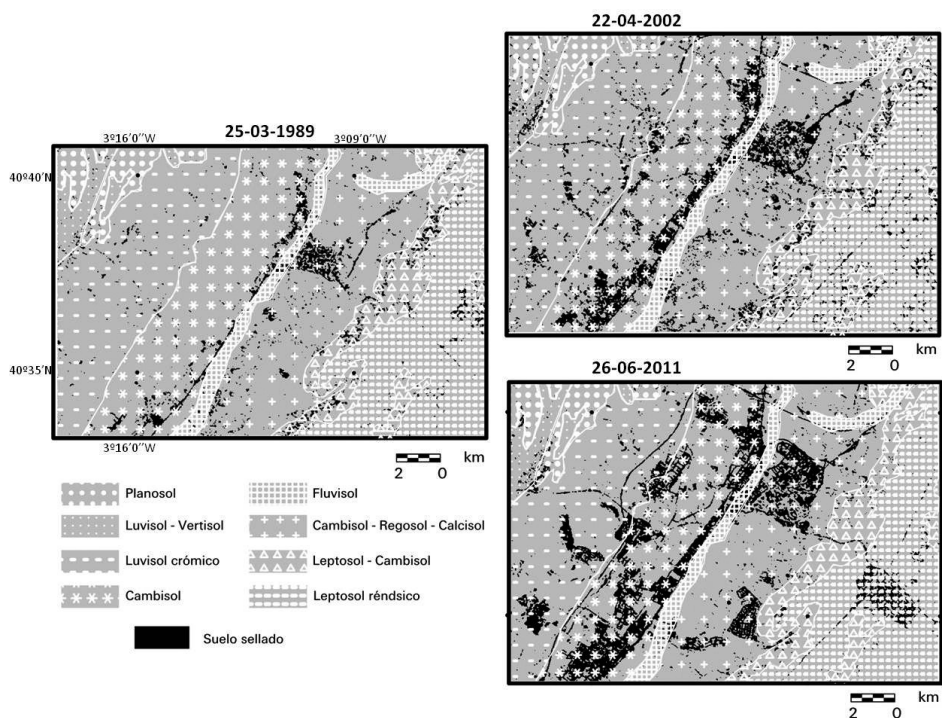 22-04-2002
25-03-1989
3º16´0´´W
3º09´0´´W
40º40´N
40º35´N
3º16´0´´W
km
2 0
km
2 0
26-06-2011
km
2 0
Planosol
Fluvisol
Luvisol - Vertisol
Cambisol - Regosol - Calcisol
Luvisol crómico
Leptosol - Cambisol
Cambisol
Leptosol réndsico
Suelo sellado